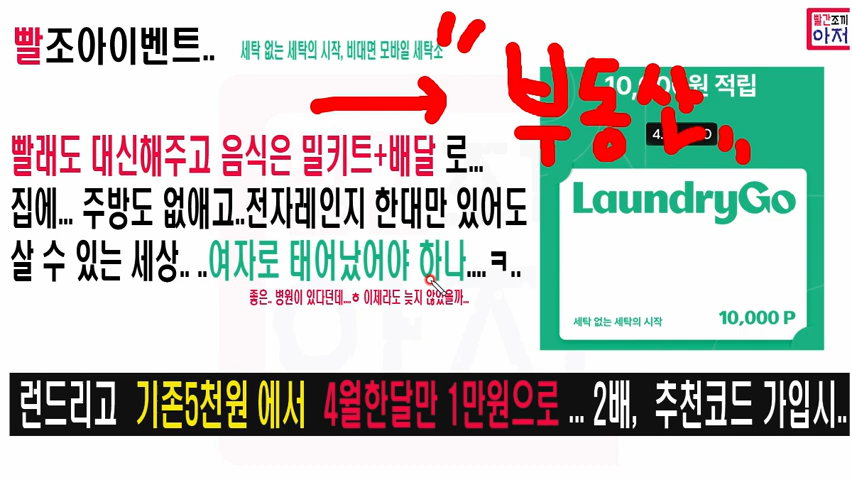 빨조아이벤트..
세탁 없는 세탁의 시작, 비대면 모바일 세탁소
빨간조끼
아저
" 부동산 "
10,000원 적립
빨래도 대신해주고 음식은 밀키트+배달 로...
집에... 주방도 없애고..전자레인지 한대만 있어도
살 수 있는 세상.. ..여자로 태어났어야 하나....ㅋ..
좋은.. 병원이 있다던데....ㅎ 이제라도 늦지 않았을까...
LaundryGo
세탁 없는 세탁의 시작
10,000 P
런드리고 기존5천원 에서 4월한달만 1만원으로 ... 2배, 추천코드 가입시..